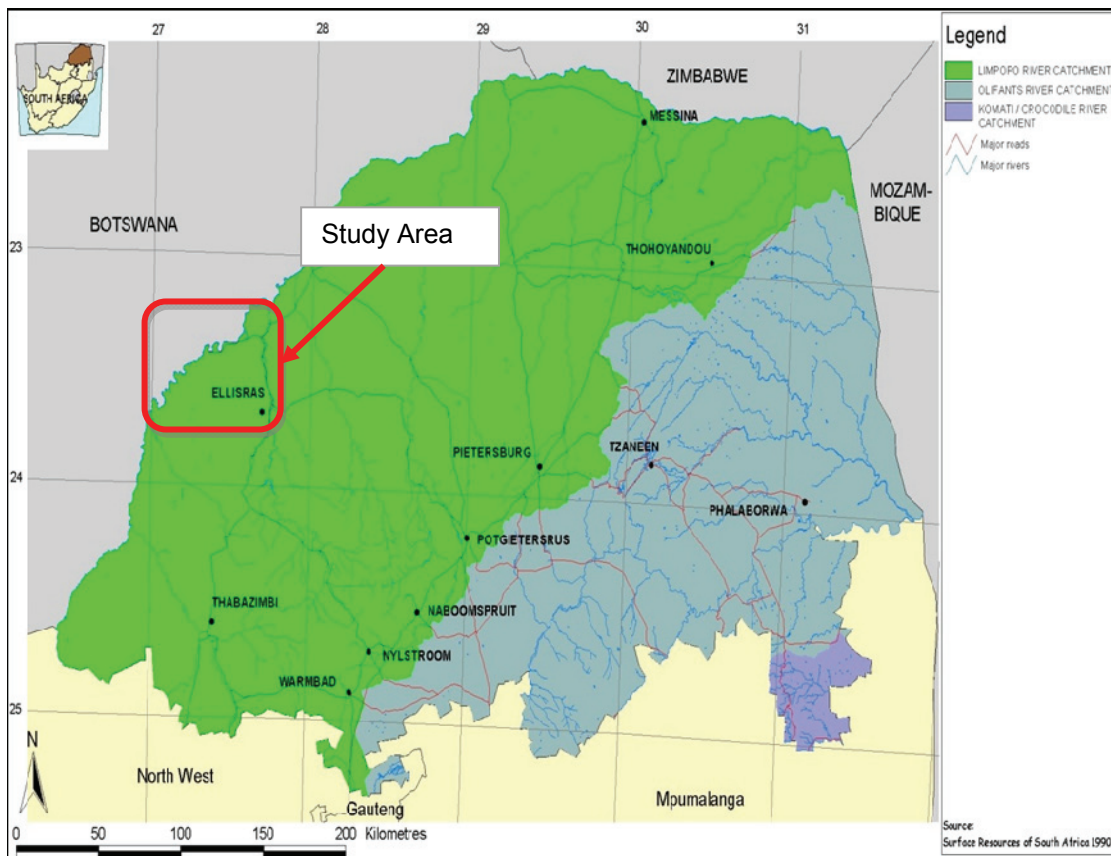 27
28
29
30
31
Legend
LIMPOPO RIVER CATCHMENT
OLIFANTS RIVER CATCHMENT
KOMATI / CROCODILE RIVER
CATCHMENT
Major roads
Major rivers
SOUTH AFRICA
ZIMBABWE
MESSINA
MOZAM-
BIQUE
BOTSWANA
Study Area
23
THOHOYANDOU
ELLISRAS
PIETERSBURG
TZANEEN
24
PHALABORWA
POTGETERSRUS
THABAZIMBI
NABOOMSPRUIT
NYLSTROOM
WARMBAD
25
N
North West
Gauteng
Mpumalanga
0 50 100 150 200 Kilometres
Source:
Surface Resources of South Africa 1990